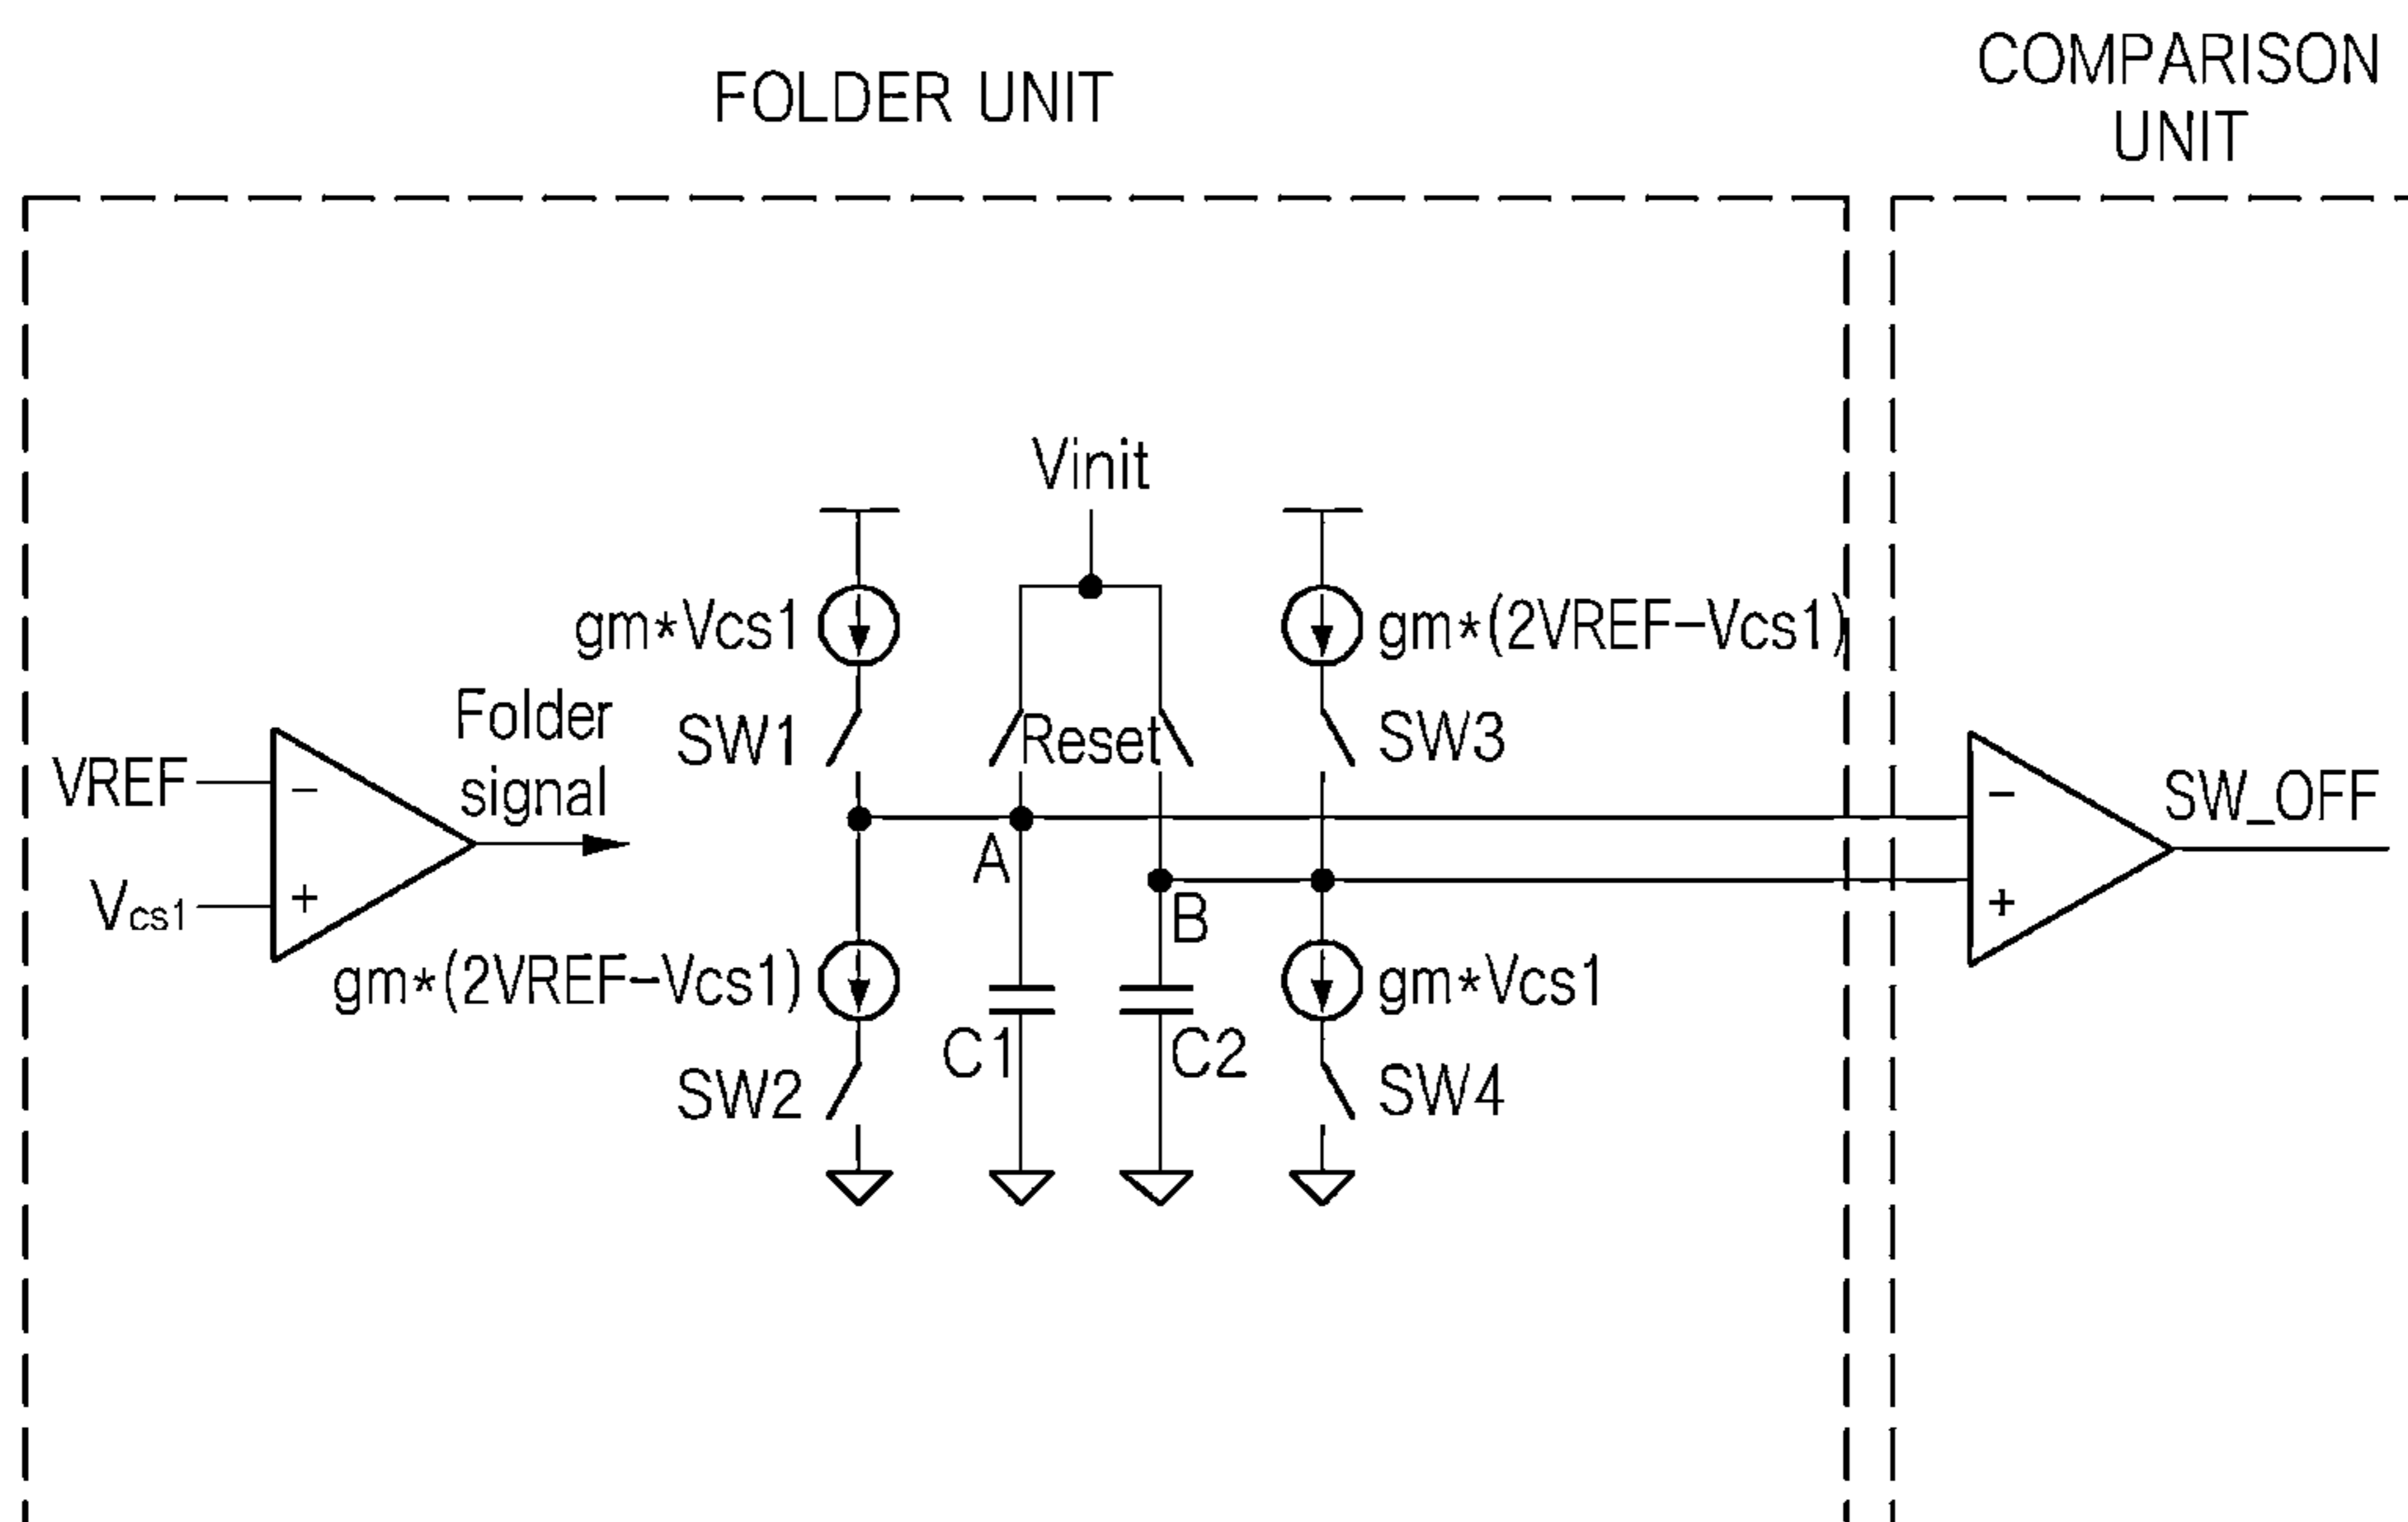 FOLDER UNIT
COMPARISON
UNIT
Vinit
gm*Vcs1
gm*(2VREF-Vcs1)
Folder
signal
SW1
Reset
SW3
VREF
-
-
SW_OFF
A
Vcs1
+
B
+
gm*(2VREF-Vcs1)
gm*Vcs1
C1
C2
SW2
SW4